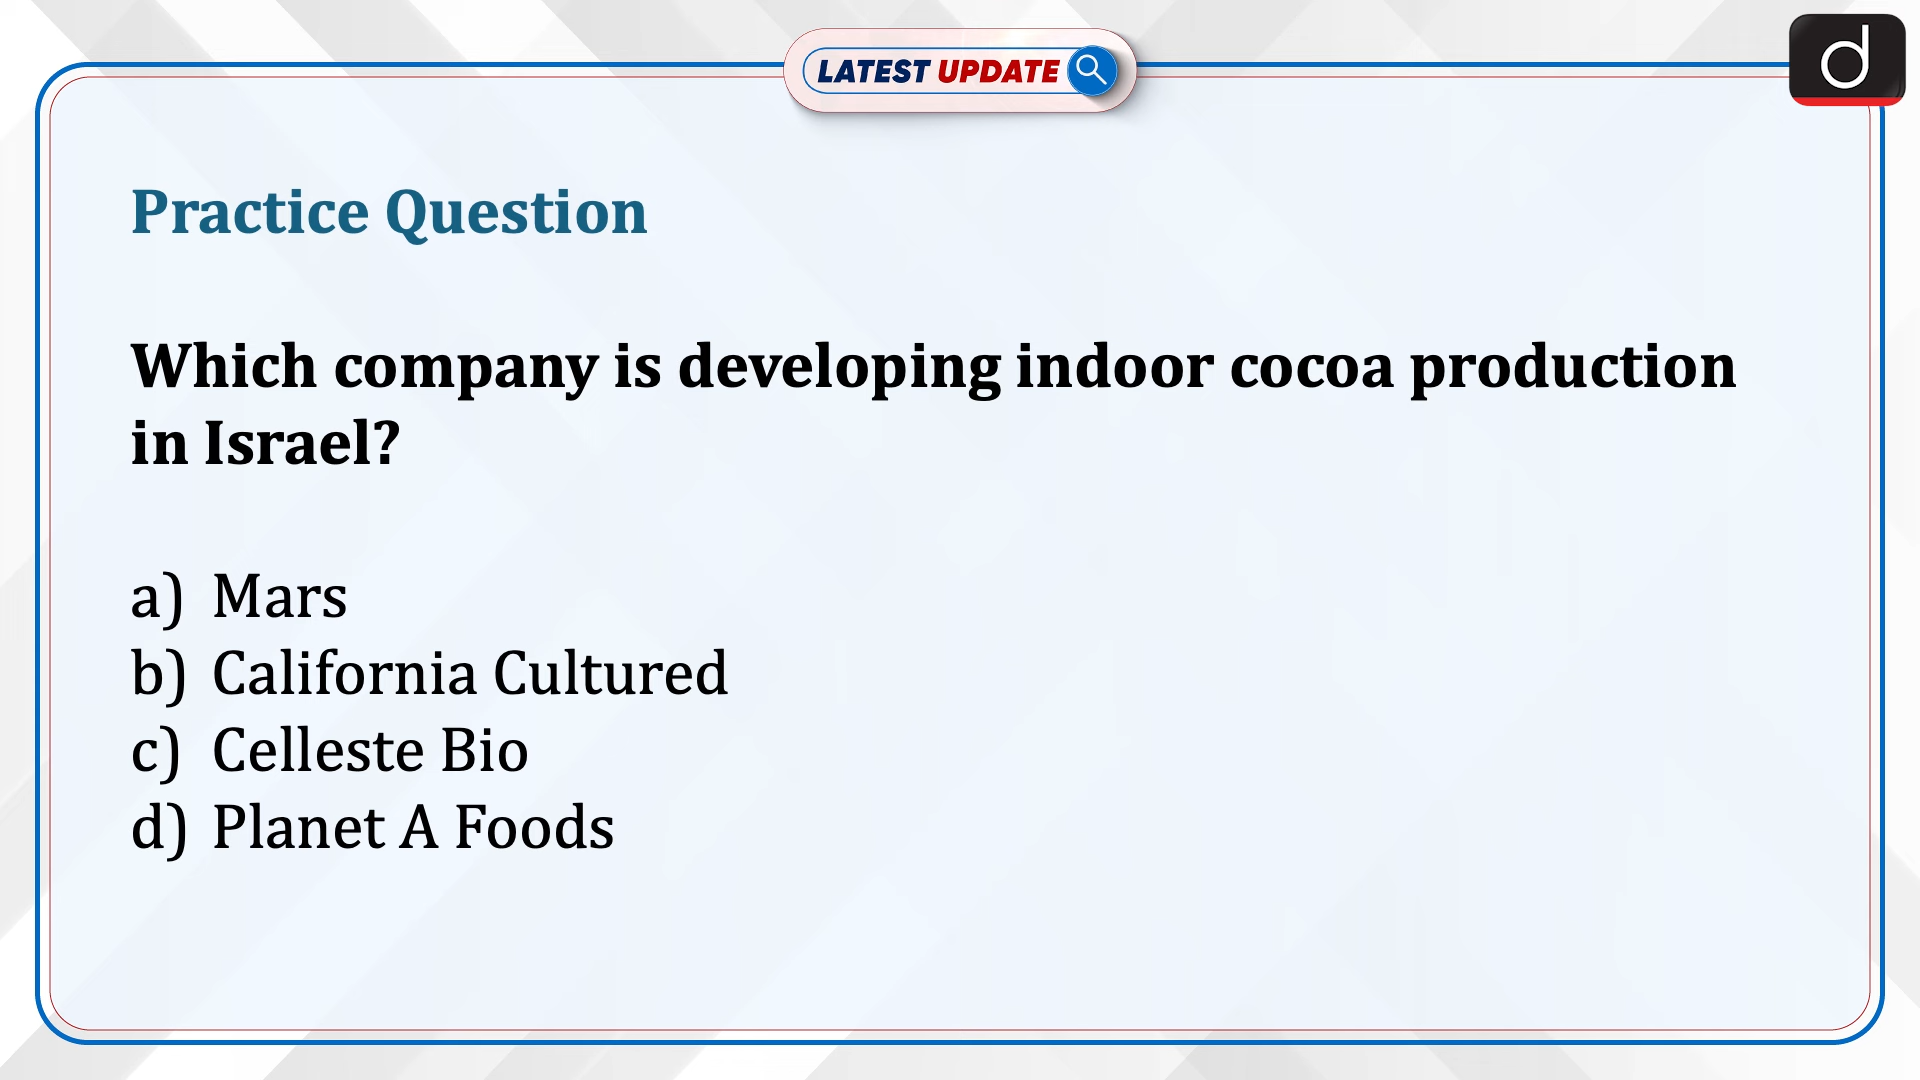 LATEST UPDATE
d
Practice Question
Which company is developing indoor cocoa production
in Israel?
a) Mars
b) California Cultured
c) Celleste Bio
d) Planet A Foods